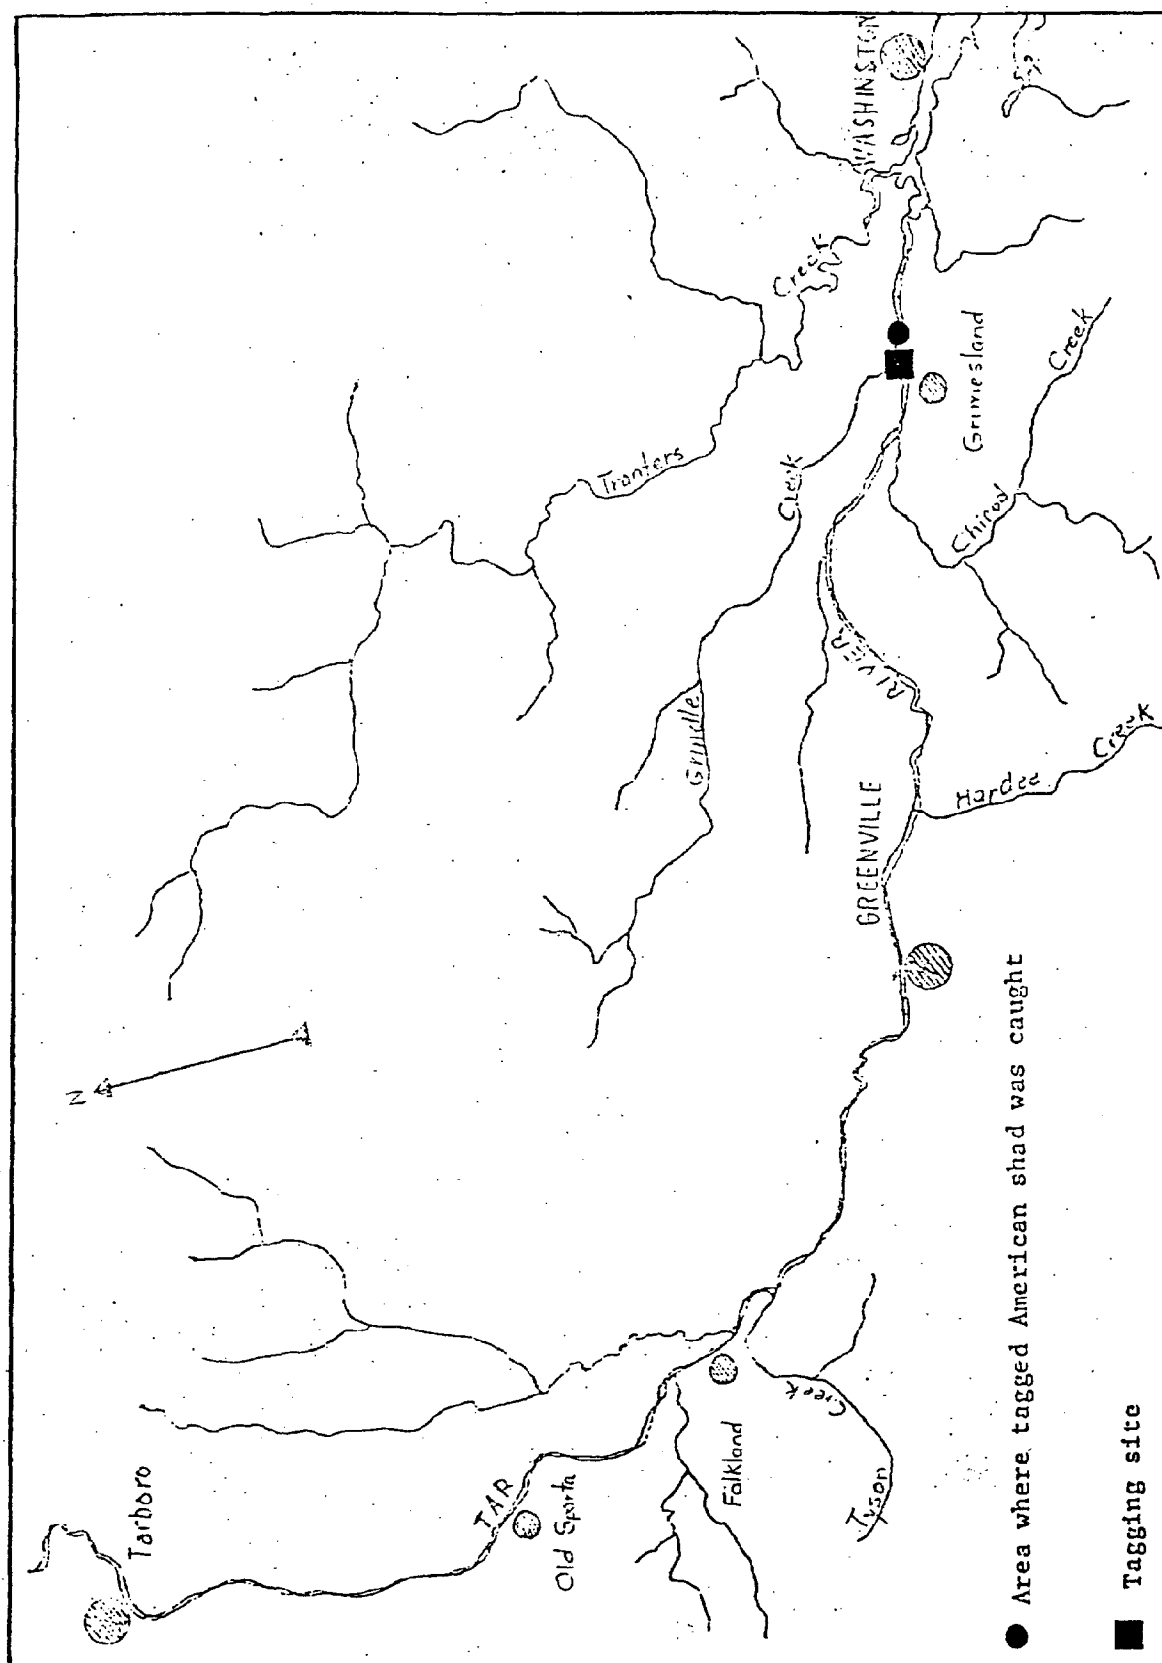 N
Tarboro
TAR
Old Sparta
Falkland
Tyson
Creek
GREENVILLE
RIVER
Hardee
Creek
Grindle
Creek
Tranters
Creek
Chicod
Creek
Grimesland
WASHINGTON
Area where tagged American shad was caught
Tagging site